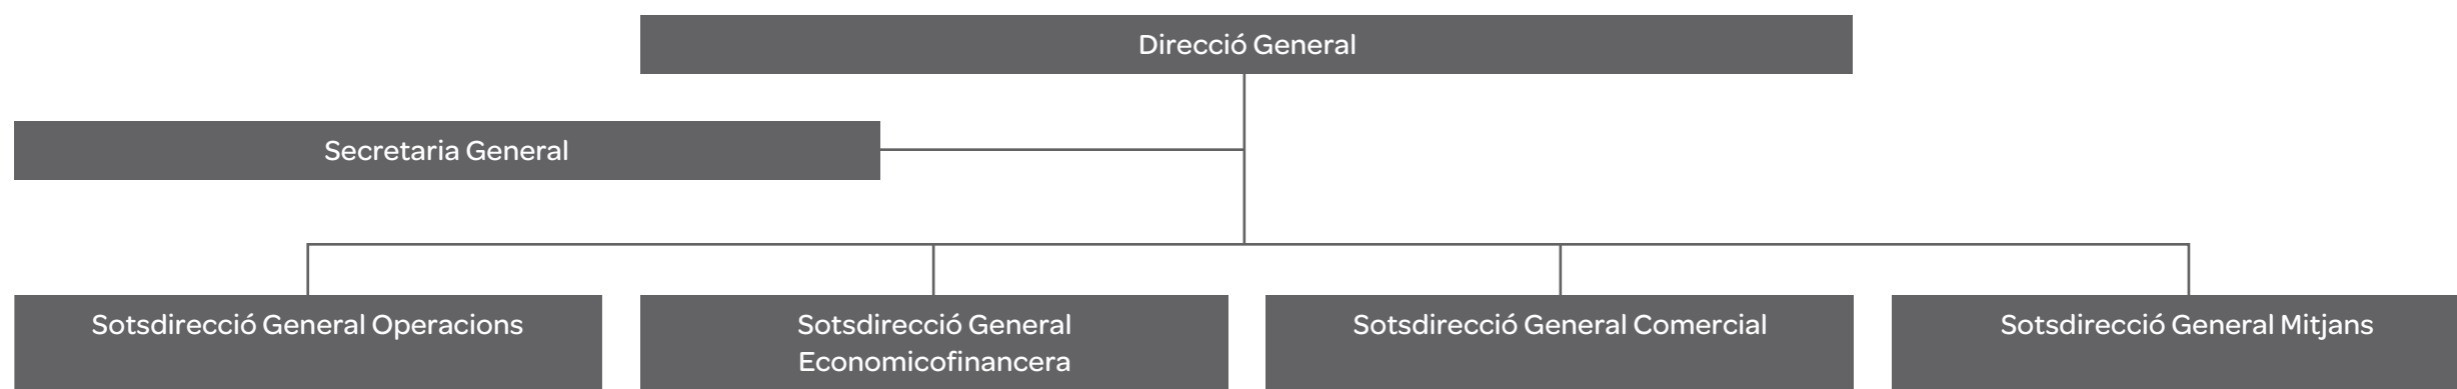 Direcció General
Secretaria General
Sotsdirecció General Operacions
Sotsdirecció General
Economicofinancera
Sotsdirecció General Comercial
Sotsdirecció General Mitjans